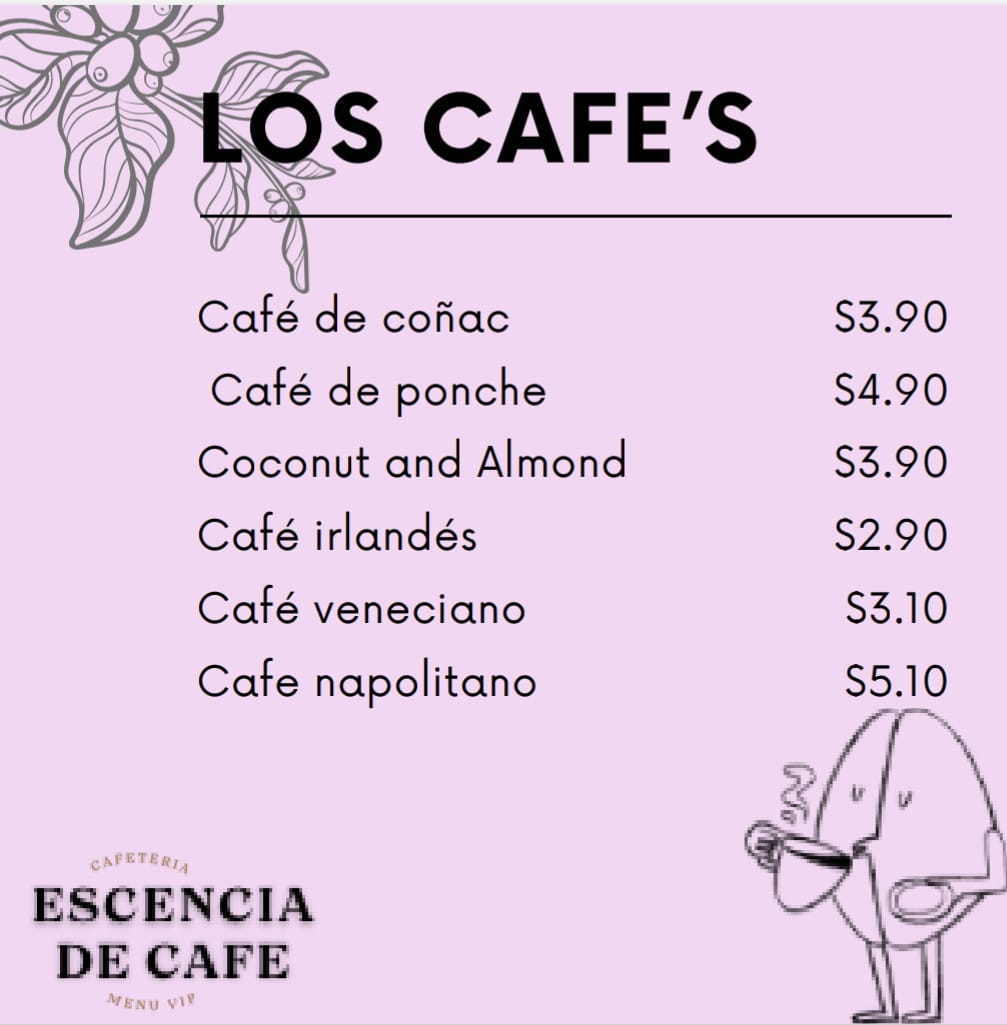 LOS CAFE'S
Café de coñac S3.90
Café de ponche S4.90
Coconut and Almond S3.90
Café irlandés S2.90
Café veneciano S3.10
Cafe napolitano S5.10
CAFETERIA
ESCENCIA
DE CAFE
MENU VIP